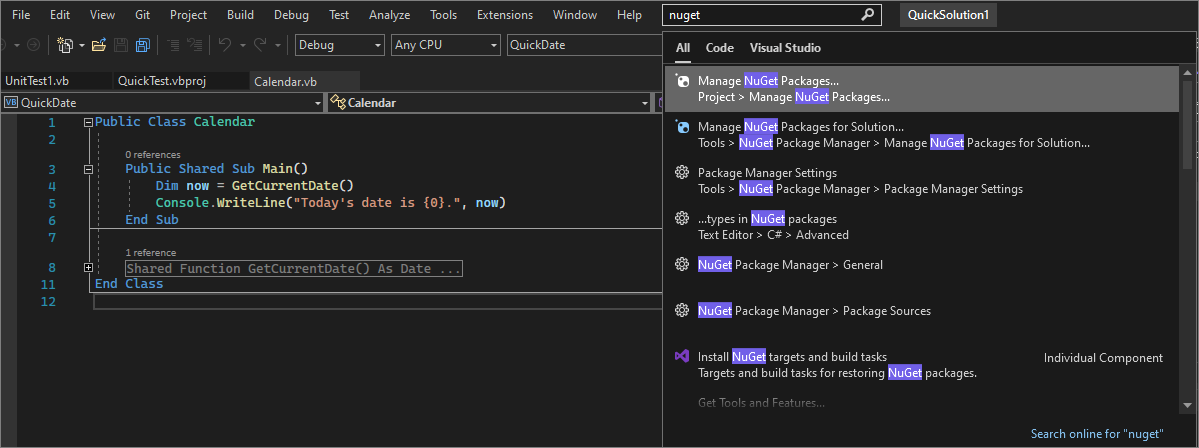 File Edit View Git Project Build Debug Test Analyze Tools Extensions Window Help nuget QuickSolution1
Debug Any CPU QuickDate
UnitTest1.vb QuickTest.vbproj Calendar.vb
VB QuickDate Calendar
1 Public Class Calendar
2
0 references
3 Public Shared Sub Main()
4 Dim now = GetCurrentDate()
5 Console.WriteLine("Today's date is {0}.", now)
6 End Sub
7
1 reference
8 Shared Function GetCurrentDate() As Date ...
11 End Class
12
All Code Visual Studio
Manage NuGet Packages...
Project > Manage NuGet Packages...
Manage NuGet Packages for Solution...
Tools > NuGet Package Manager > Manage NuGet Packages for Solution...
Package Manager Settings
Tools > NuGet Package Manager > Package Manager Settings
...types in NuGet packages
Text Editor > C# > Advanced
NuGet Package Manager > General
NuGet Package Manager > Package Sources
Install NuGet targets and build tasks Individual Component
Targets and build tasks for restoring NuGet packages.
Get Tools and Features...
Search online for "nuget"